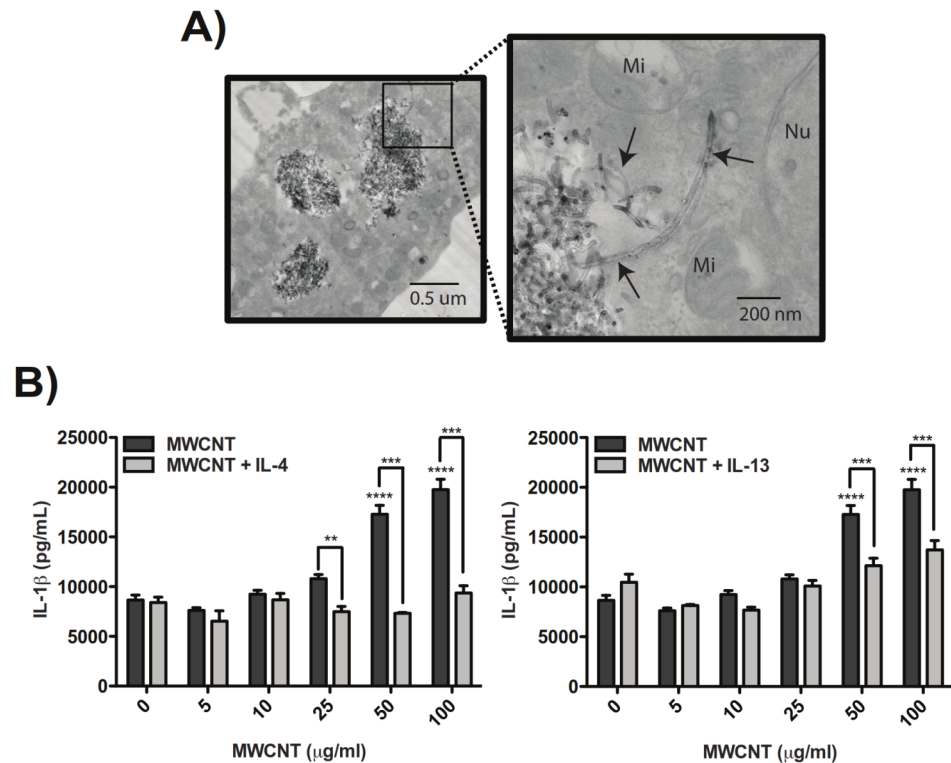 A)
Mi
Nu
Mi
0.5 um
200 nm
B)
MWCNT
MWCNT + IL-4
IL-1β (pg/mL)
25000
20000
15000
10000
5000
0
**
****
***
****
***
0
5
10
25
50
100
MWCNT (μg/ml)
MWCNT
MWCNT + IL-13
IL-1β (pg/mL)
25000
20000
15000
10000
5000
0
****
***
****
***
0
5
10
25
50
100
MWCNT (μg/ml)